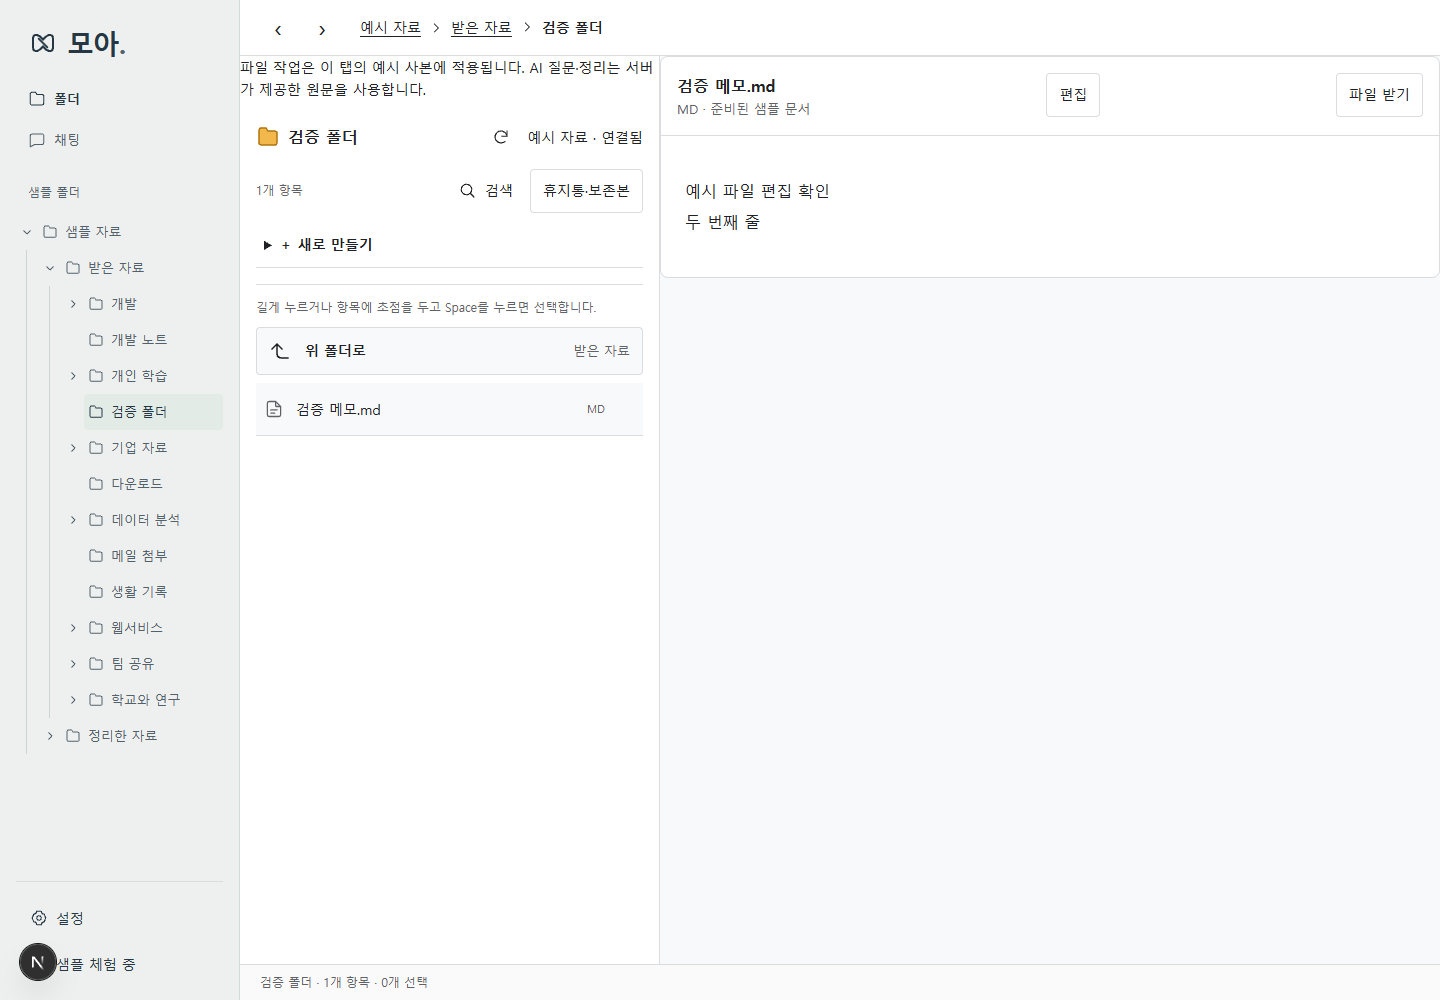 모아.
폴더
채팅
샘플 폴더
샘플 자료
받은 자료
개발
개발 노트
개인 학습
검증 폴더
기업 자료
다운로드
데이터 분석
메일 첨부
생활 기록
웹서비스
팀 공유
학교와 연구
정리한 자료
설정
N 샘플 체험 중
예시 자료 > 받은 자료 > 검증 폴더
파일 작업은 이 탭의 예시 사본에 적용됩니다. AI 질문·정리는 서버
가 제공한 원문을 사용합니다.
검증 폴더 예시 자료 · 연결됨
1개 항목 검색 휴지통·보존본
+ 새로 만들기
길게 누르거나 항목에 초점을 두고 Space를 누르면 선택합니다.
위 폴더로 받은 자료
검증 메모.md MD
검증 메모.md
MD · 준비된 샘플 문서
편집
파일 받기
예시 파일 편집 확인
두 번째 줄
검증 폴더 · 1개 항목 · 0개 선택